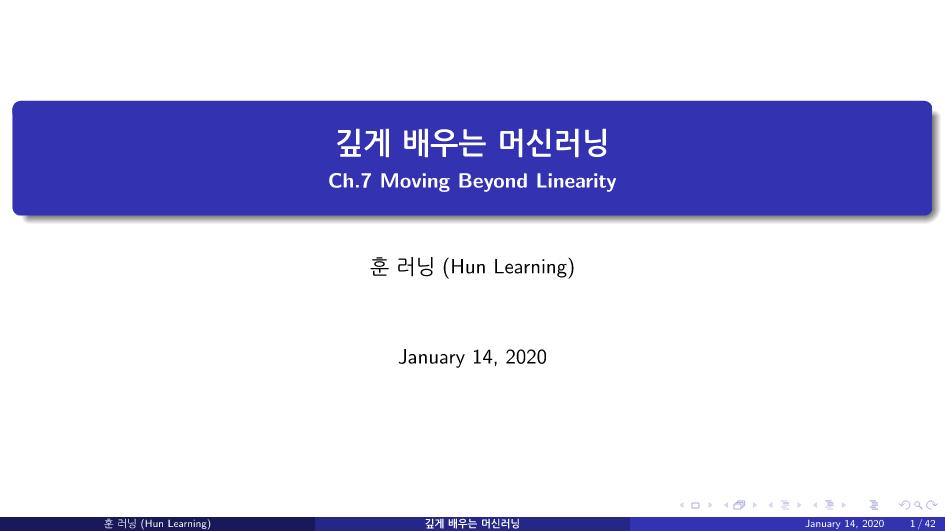 깊게 배우는 머신러닝
Ch.7 Moving Beyond Linearity
훈 러닝 (Hun Learning)
January 14, 2020
훈 러닝 (Hun Learning) 깊게 배우는 머신러닝 January 14, 2020 1 / 42